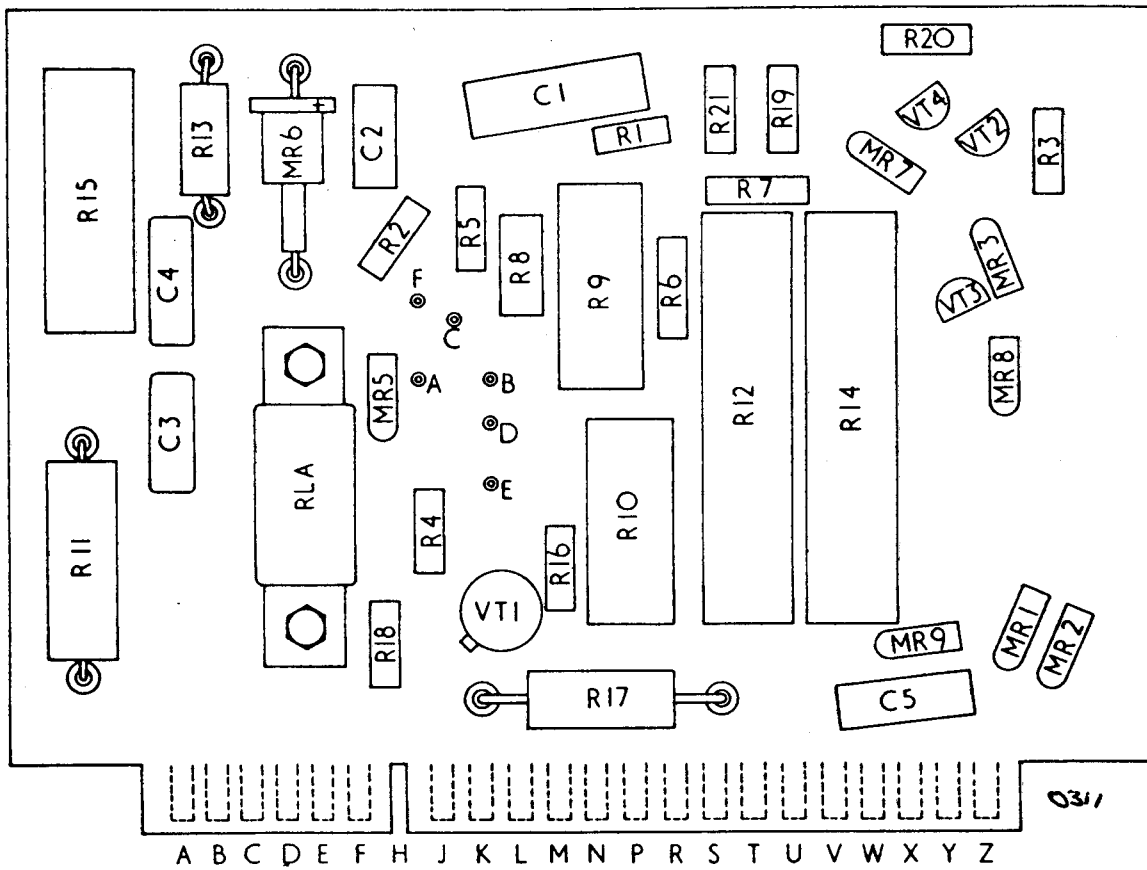 R20
C1
R13
MR6
+
C2
R21
R19
VT4
VT2
R1
R3
MR7
R15
R7
R2
R5
R8
C4
R9
R6
MR3
F
VT3
C
A
B
MR5
MR8
R12
R14
C3
D
RLA
E
R4
R10
R11
R16
VT1
R18
MR9
MR1
MR2
R17
C5
0311
A B C D E F H J K L M N P R S T U V W X Y Z